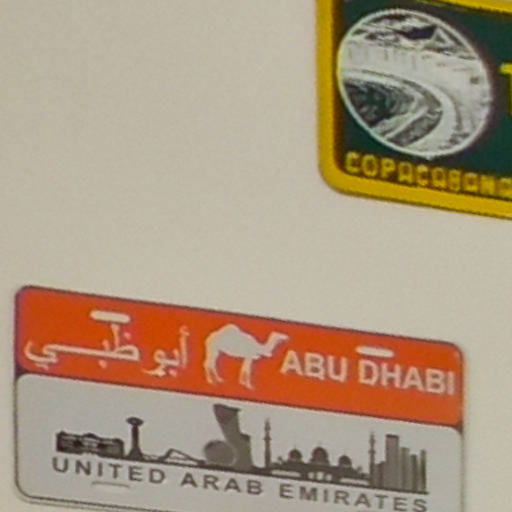 COPACABANA
أبوظبي ABU DHABI
UNITED ARAB EMIRATES